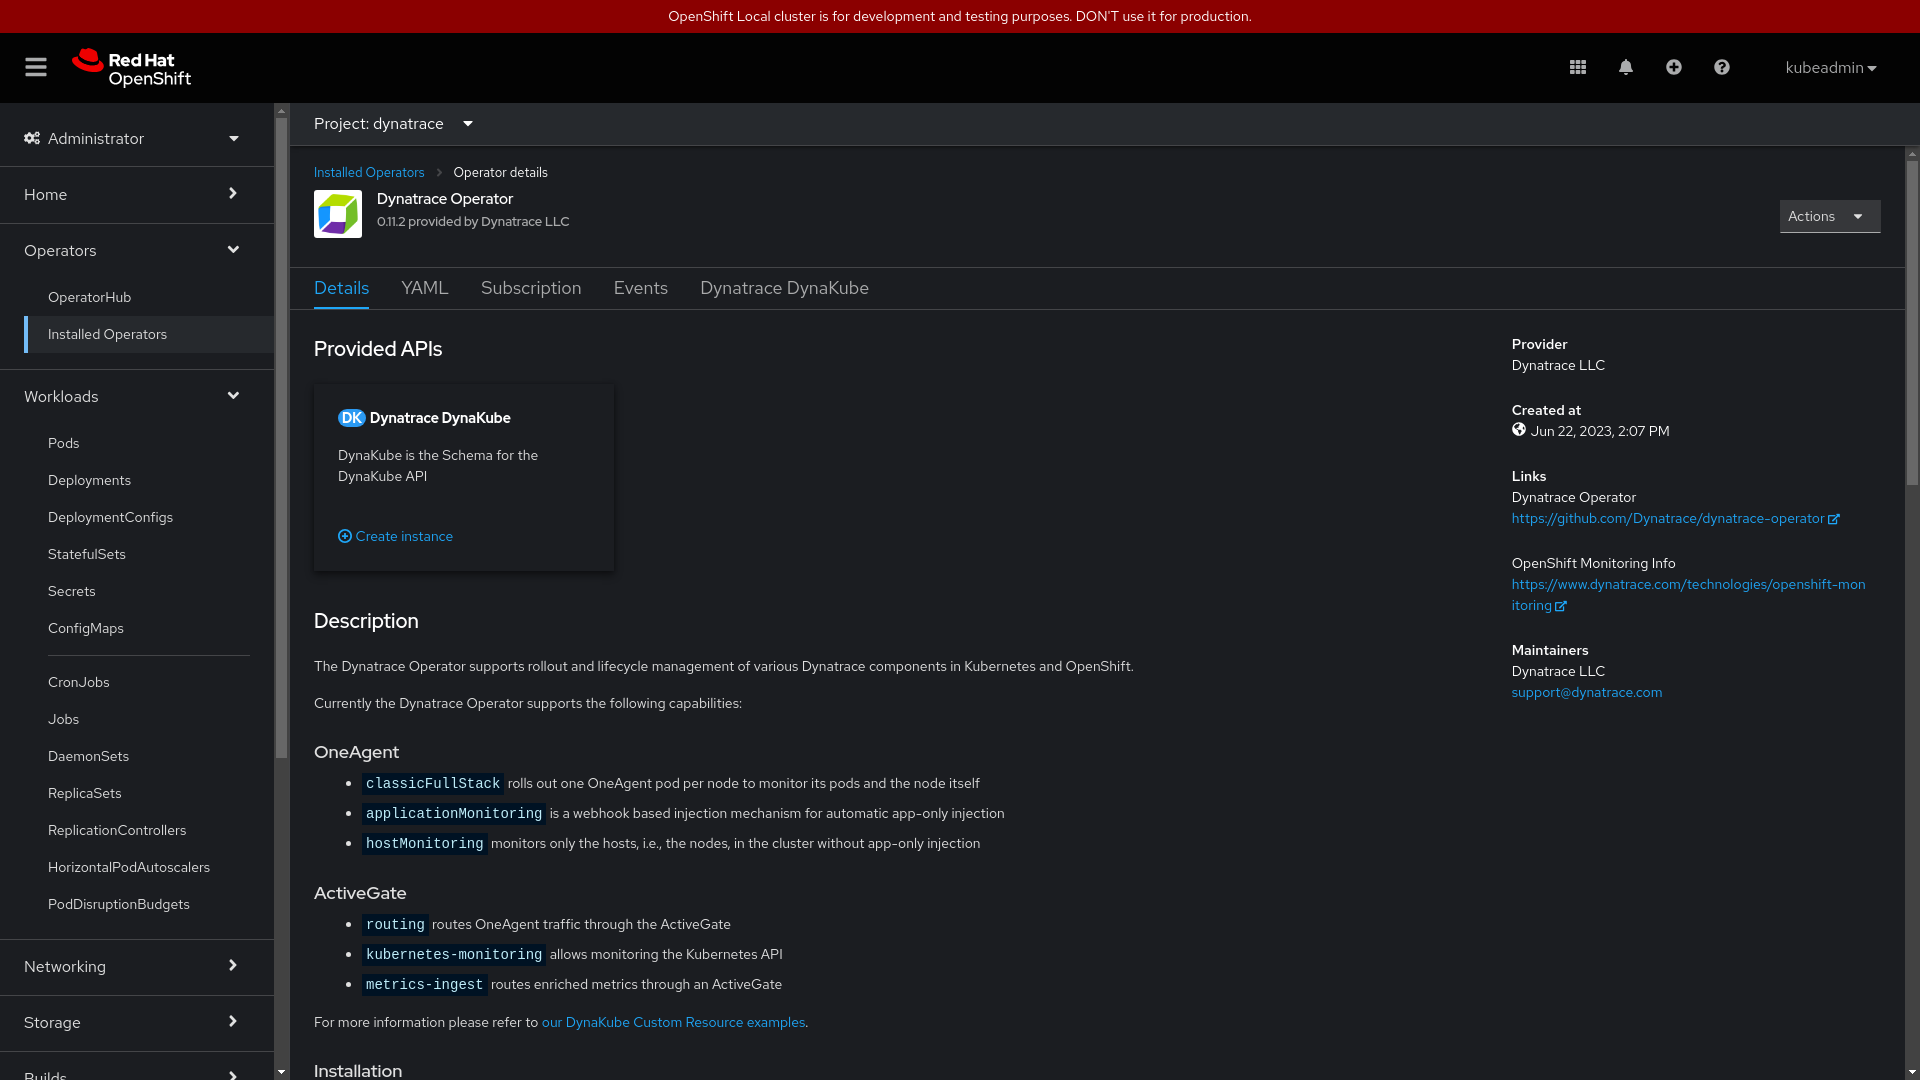 OpenShift Local cluster is for development and testing purposes. DON'T use it for production.
Red Hat
OpenShift
kubeadmin
Administrator
Home
Operators
OperatorHub
Installed Operators
Workloads
Pods
Deployments
DeploymentConfigs
StatefulSets
Secrets
ConfigMaps
CronJobs
Jobs
DaemonSets
ReplicaSets
ReplicationControllers
HorizontalPodAutoscalers
PodDisruptionBudgets
Networking
Storage
Builds
Project: dynatrace
Installed Operators
Operator details
Dynatrace Operator
0.11.2 provided by Dynatrace LLC
Actions
Details
YAML
Subscription
Events
Dynatrace DynaKube
Provided APIs
DK Dynatrace DynaKube
DynaKube is the Schema for the
DynaKube API
Create instance
Description
The Dynatrace Operator supports rollout and lifecycle management of various Dynatrace components in Kubernetes and OpenShift.
Currently the Dynatrace Operator supports the following capabilities:
OneAgent
classicFullStack rolls out one OneAgent pod per node to monitor its pods and the node itself
applicationMonitoring is a webhook based injection mechanism for automatic app-only injection
hostMonitoring monitors only the hosts, i.e., the nodes, in the cluster without app-only injection
ActiveGate
routing routes OneAgent traffic through the ActiveGate
kubernetes-monitoring allows monitoring the Kubernetes API
metrics-ingest routes enriched metrics through an ActiveGate
For more information please refer to our DynaKube Custom Resource examples.
Installation
Provider
Dynatrace LLC
Created at
Jun 22, 2023, 2:07 PM
Links
Dynatrace Operator
https://github.com/Dynatrace/dynatrace-operator
OpenShift Monitoring Info
https://www.dynatrace.com/technologies/openshift-mon
itoring
Maintainers
Dynatrace LLC
support@dynatrace.com